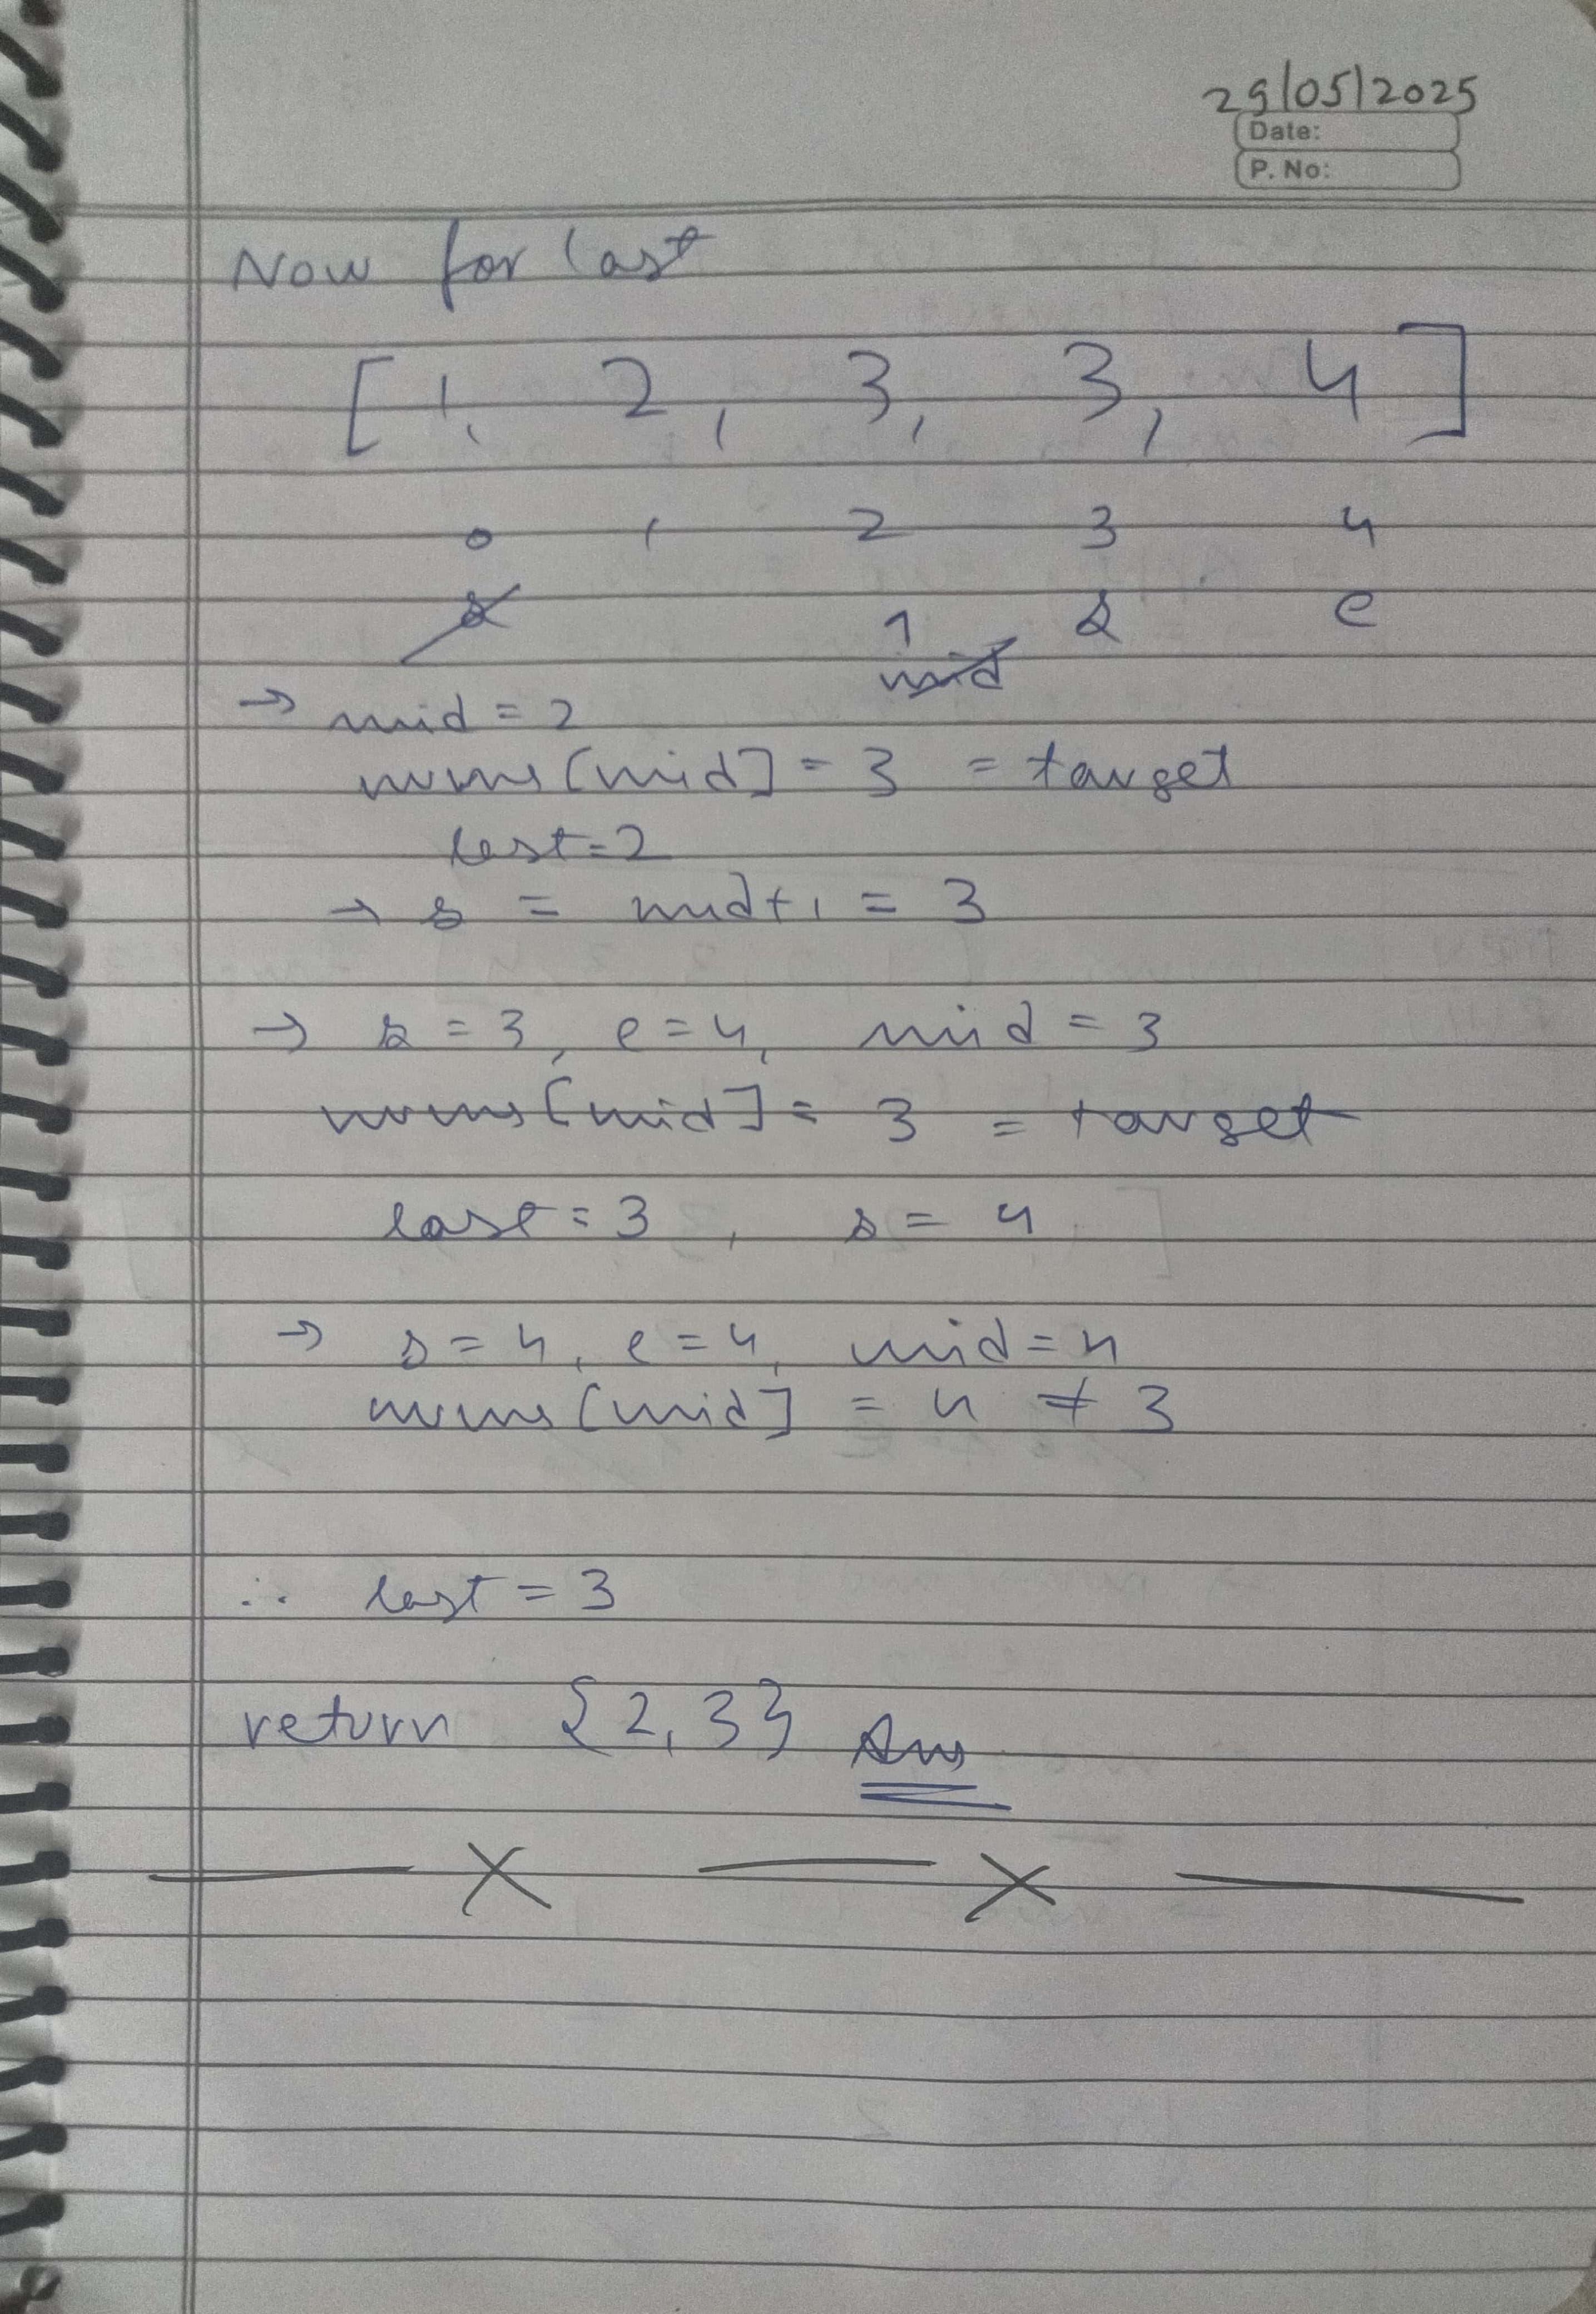 29/05/2025
Date:
P. No:
Now for last
[ 1, 2, 3, 3, 4 ]
0 1 2 3 4
s ↑ s e
mid
→ mid = 2
nums[mid] = 3 = target
last = 2
→ s = mid + 1 = 3
→ s = 3, e = 4, mid = 3
nums[mid] = 3 = target
last = 3, s = 4
→ s = 4, e = 4, mid = 4
nums[mid] = 4 ≠ 3
∴ last = 3
return {2, 3} Ans
— X — X —